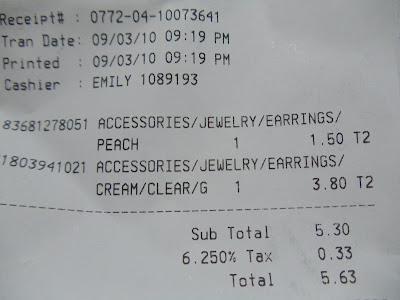 Receipt# : 0772-04-10073641
Tran Date: 09/03/10 09:19 PM
Printed : 09/03/10 09:19 PM
Cashier : EMILY 1089193
83681278051 ACCESSORIES/JEWELRY/EARRINGS/
PEACH 1 1.50 T2
1803941021 ACCESSORIES/JEWELRY/EARRINGS/
CREAM/CLEAR/G 1 3.80 T2
Sub Total 5.30
6.250% Tax 0.33
Total 5.63